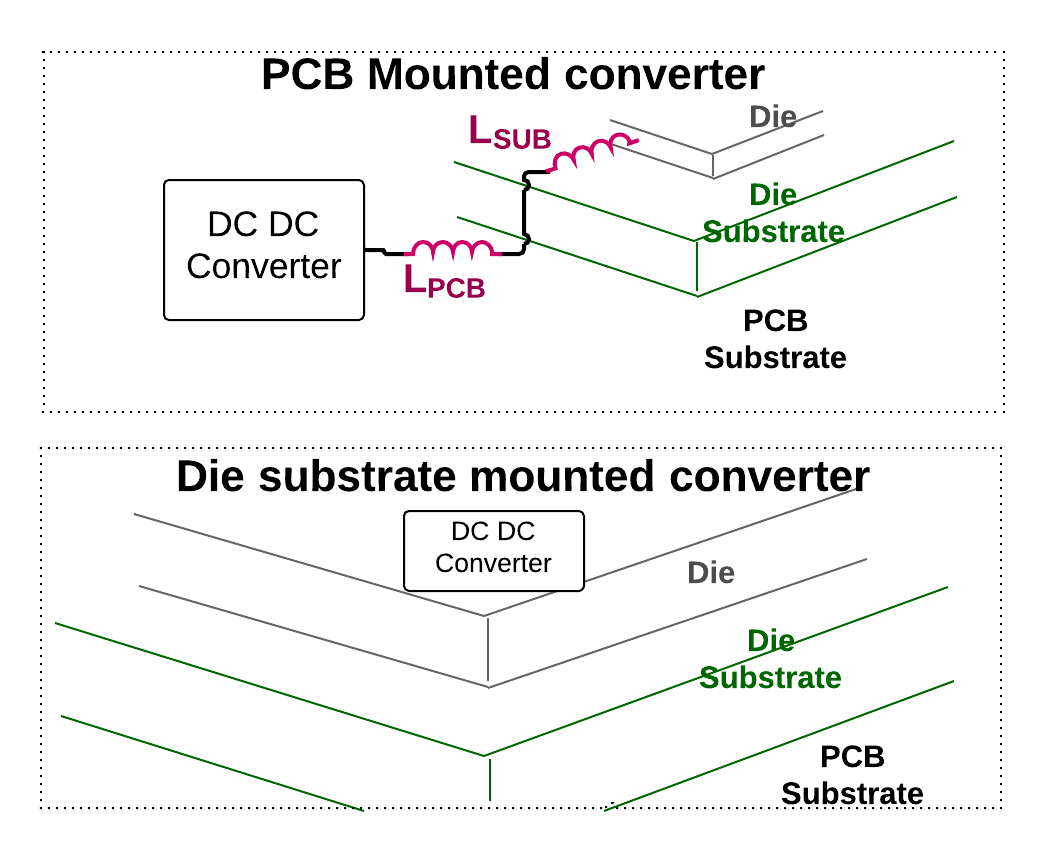 PCB Mounted converter
Die
LSUB
Die
Substrate
DC DC
Converter
LPCB
PCB
Substrate
Die substrate mounted converter
DC DC
Converter
Die
Die
Substrate
PCB
Substrate